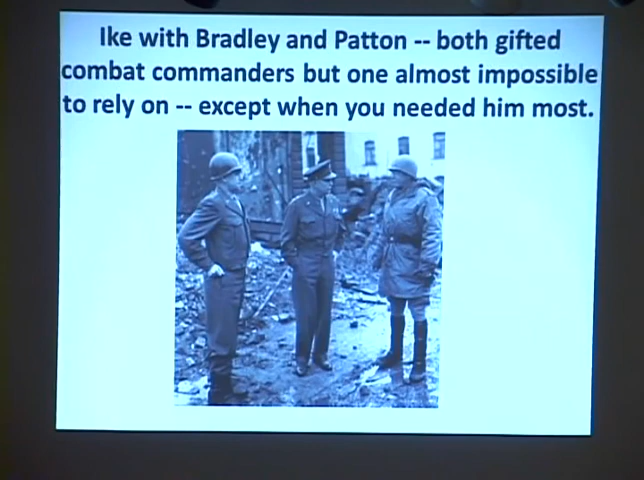 Ike with Bradley and Patton -- both gifted
combat commanders but one almost impossible
to rely on -- except when you needed him most.